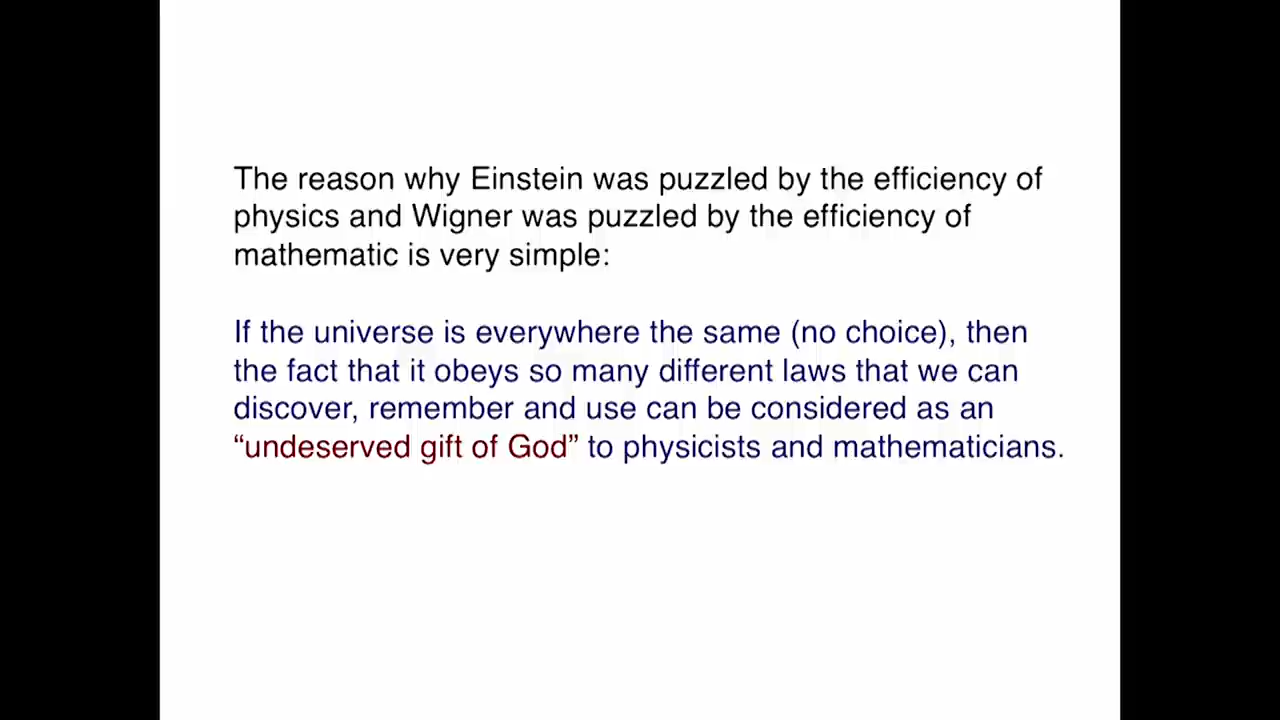 The reason why Einstein was puzzled by the efficiency of
physics and Wigner was puzzled by the efficiency of
mathematic is very simple:
If the universe is everywhere the same (no choice), then
the fact that it obeys so many different laws that we can
discover, remember and use can be considered as an
“undeserved gift of God” to physicists and mathematicians.